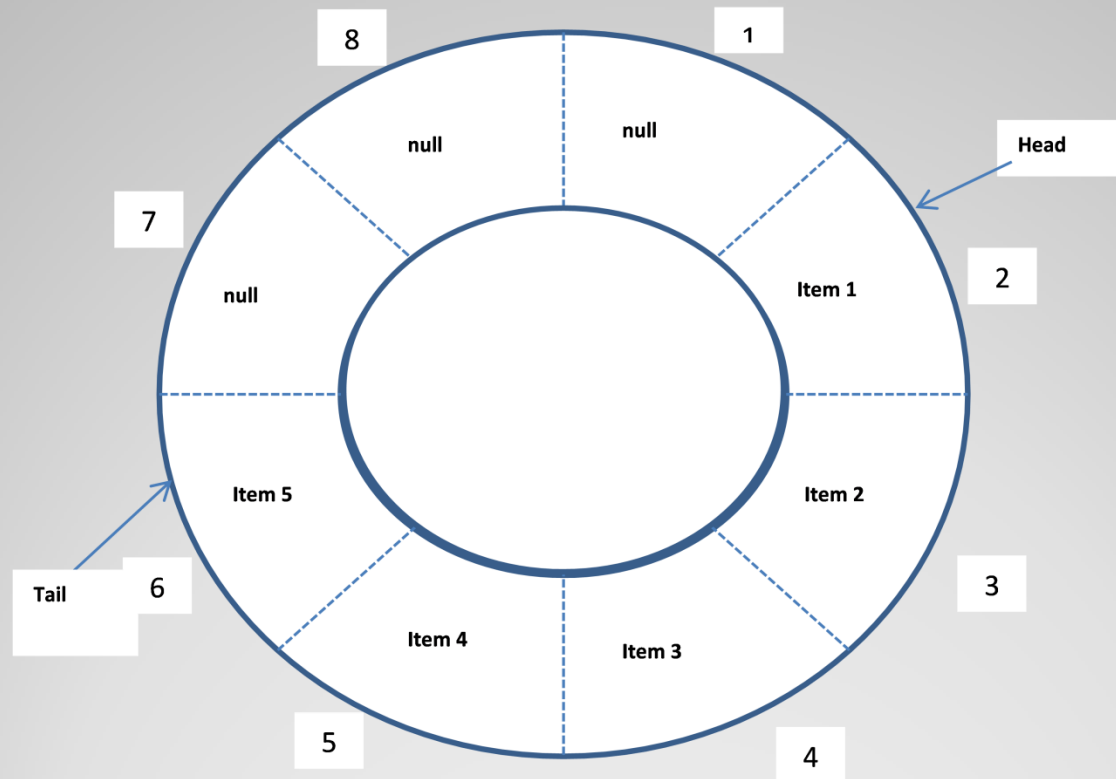 8
1
null
null
Head
7
2
null
Item 1
Item 5
Item 2
Tail
6
3
Item 4
Item 3
5
4